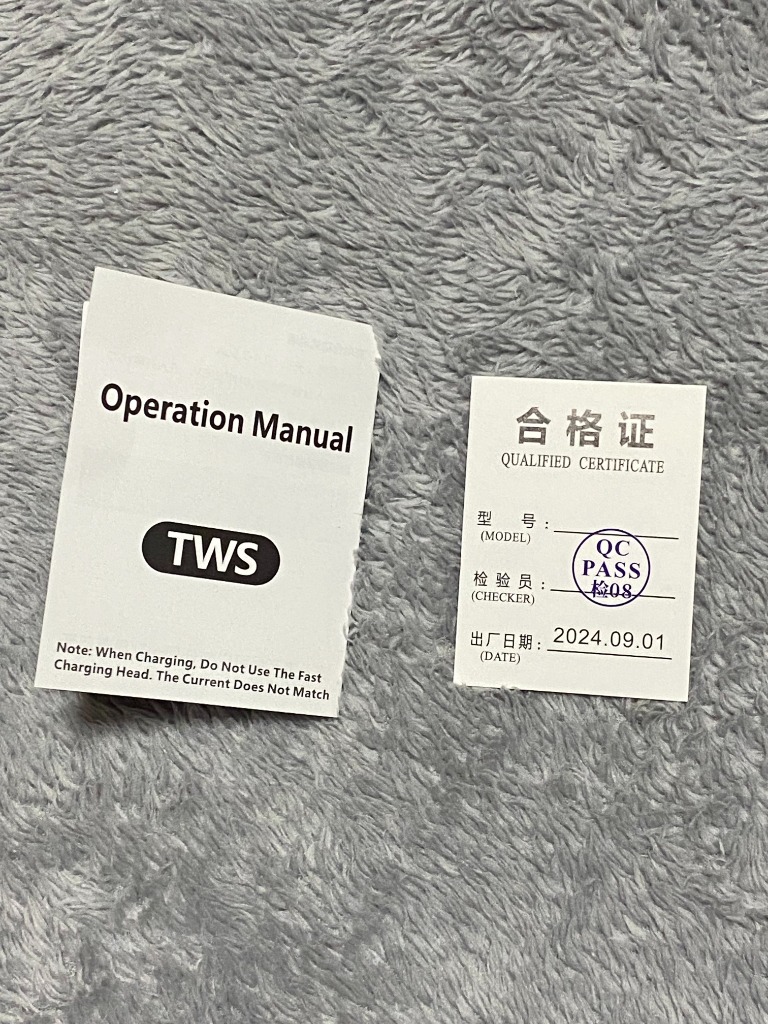 Operation Manual
TWS
Note: When Charging, Do Not Use The Fast
Charging Head. The Current Does Not Match
合格证
QUALIFIED CERTIFICATE
型 号:
(MODEL)
QC
PASS
检08
检验员:
(CHECKER)
出厂日期: 2024.09.01
(DATE)